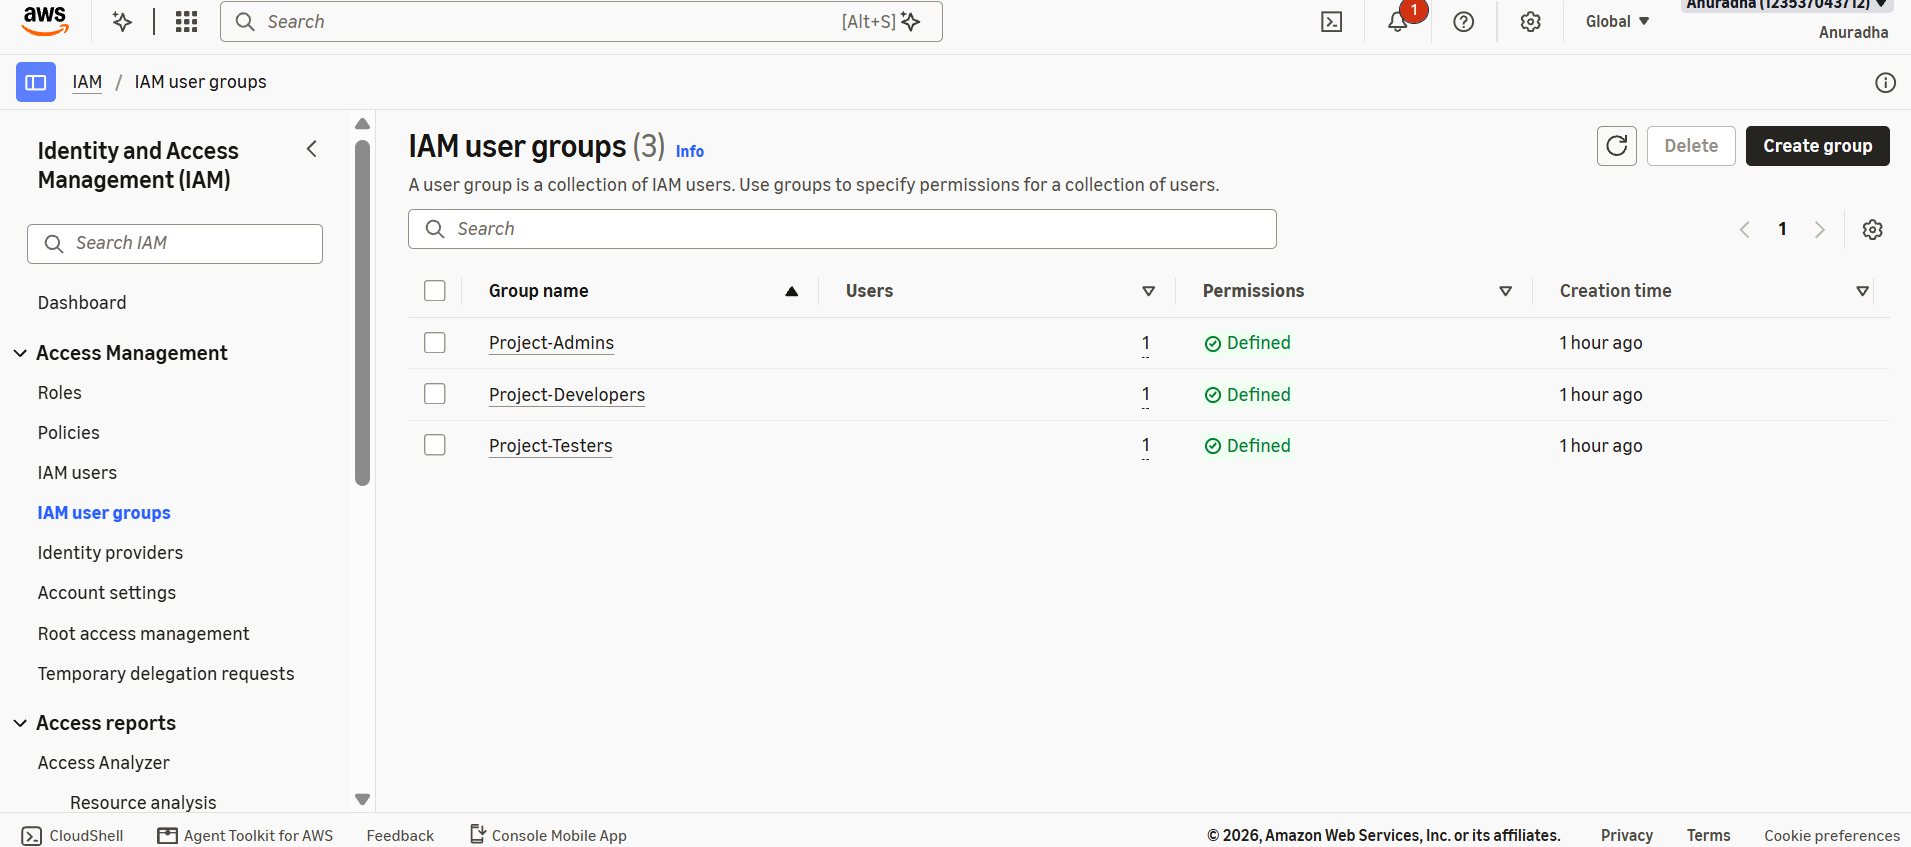 aws
Search [Alt+S]
1
Global
Anuradha (123537043712)
Anuradha
IAM / IAM user groups
Identity and Access
Management (IAM)
Search IAM
Dashboard
Access Management
Roles
Policies
IAM users
IAM user groups
Identity providers
Account settings
Root access management
Temporary delegation requests
Access reports
Access Analyzer
Resource analysis
IAM user groups (3) Info
Delete
Create group
A user group is a collection of IAM users. Use groups to specify permissions for a collection of users.
Search
1
Group name Users Permissions Creation time
Project-Admins 1 Defined 1 hour ago
Project-Developers 1 Defined 1 hour ago
Project-Testers 1 Defined 1 hour ago
CloudShell Agent Toolkit for AWS Feedback Console Mobile App © 2026, Amazon Web Services, Inc. or its affiliates. Privacy Terms Cookie preferences